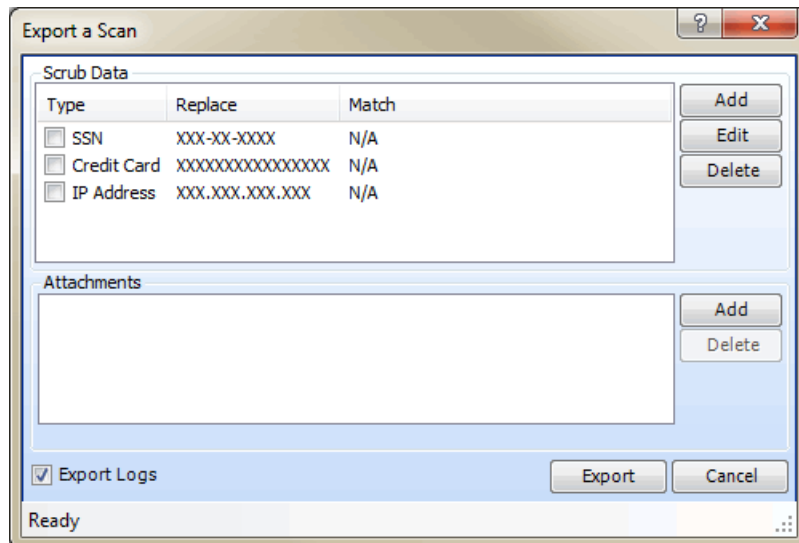 Export a Scan
?
X
Scrub Data
Type Replace Match
SSN XXX-XX-XXXX N/A
Credit Card XXXXXXXXXXXXXXXX N/A
IP Address XXX.XXX.XXX.XXX N/A
Add
Edit
Delete
Attachments
Add
Delete
Export Logs
Export
Cancel
Ready